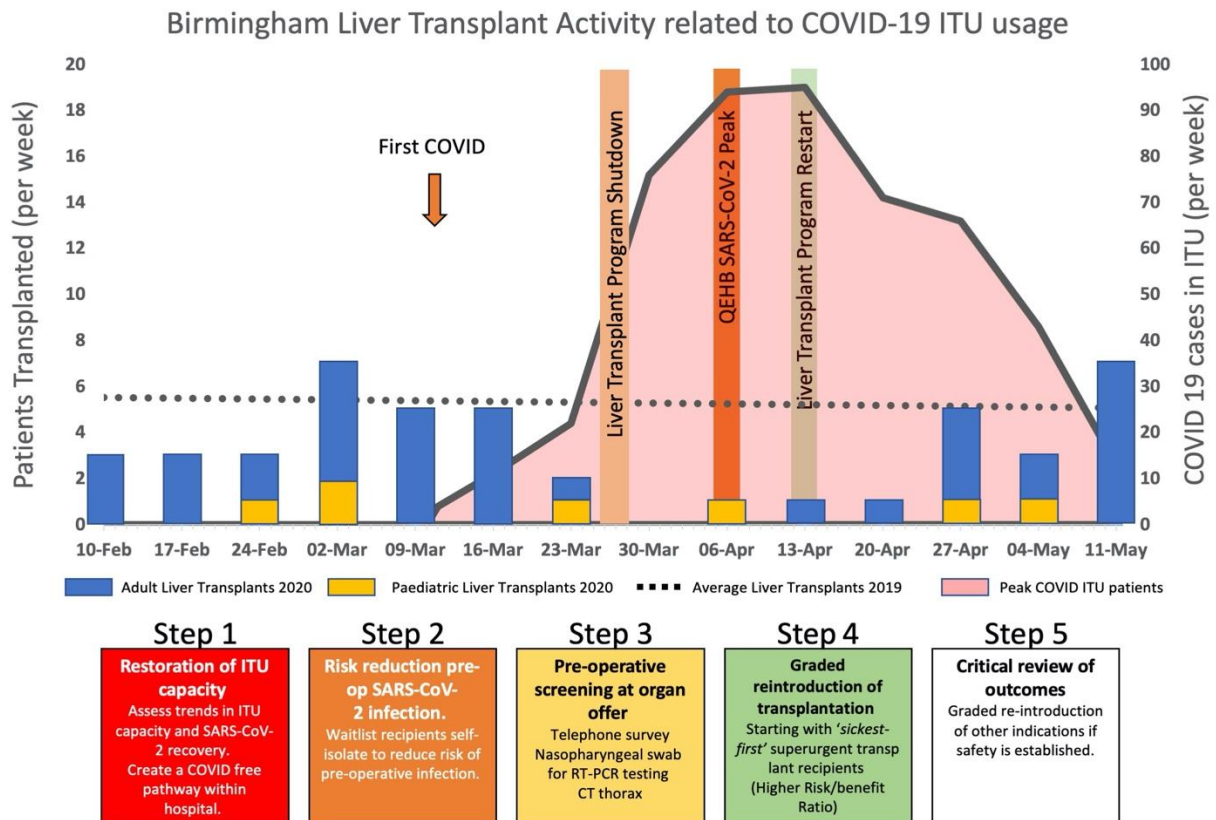 Birmingham Liver Transplant Activity related to COVID-19 ITU usage
Patients Transplanted (per week)
20
18
16
14
12
10
8
6
4
2
0
First COVID
Liver Transplant Program Shutdown
QEHB SARS-CoV-2 Peak
Liver Transplant Program Restart
100
90
80
70
60
50
40
30
20
10
0
COVID 19 cases in ITU (per week)
10-Feb 17-Feb 24-Feb 02-Mar 09-Mar 16-Mar 23-Mar 30-Mar 06-Apr 13-Apr 20-Apr 27-Apr 04-May 11-May
Adult Liver Transplants 2020 Paediatric Liver Transplants 2020 Average Liver Transplants 2019 Peak COVID ITU patients
Step 1
Restoration of ITU
capacity
Assess trends in ITU
capacity and SARS-CoV-
2 recovery.
Create a COVID free
pathway within
hospital.
Step 2
Risk reduction pre-
op SARS-CoV-
2 infection.
Waitlist recipients self-
isolate to reduce risk of
pre-operative infection.
Step 3
Pre-operative
screening at organ
offer
Telephone survey
Nasopharyngeal swab
for RT-PCR testing
CT thorax
Step 4
Graded
reintroduction of
transplantation
Starting with ‘sickest-
first’ superurgent transp
lant recipients
(Higher Risk/benefit
Ratio)
Step 5
Critical review of
outcomes
Graded re-introduction
of other indications if
safety is established.